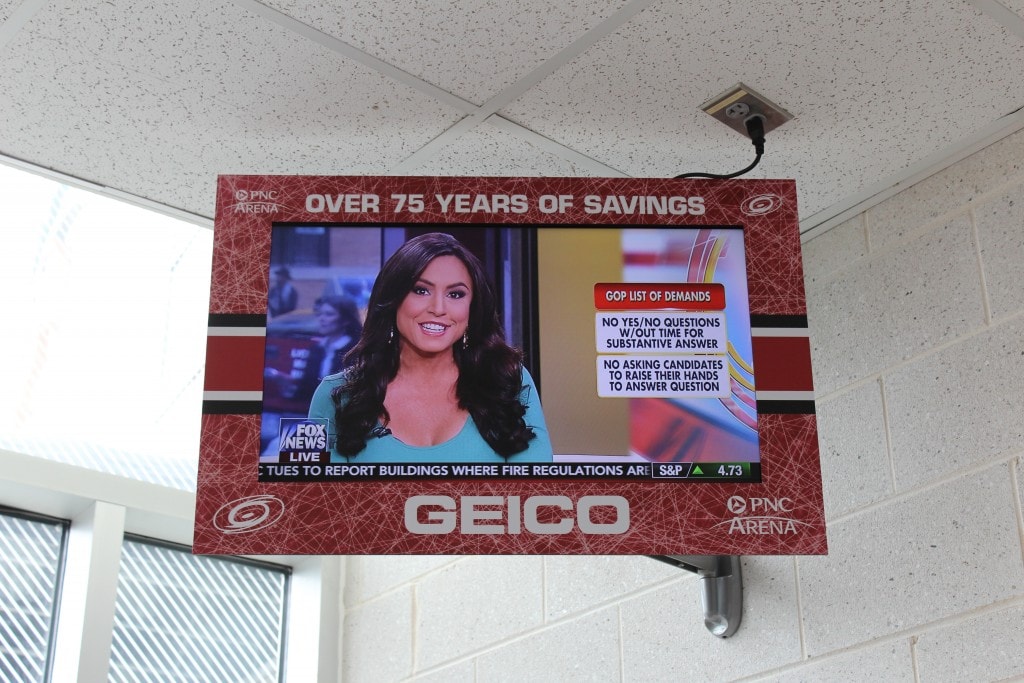 PNC
ARENA
OVER 75 YEARS OF SAVINGS
GOP LIST OF DEMANDS
NO YES/NO QUESTIONS
W/OUT TIME FOR
SUBSTANTIVE ANSWER
NO ASKING CANDIDATES
TO RAISE THEIR HANDS
TO ANSWER QUESTION
FOX
NEWS
LIVE
C TUES TO REPORT BUILDINGS WHERE FIRE REGULATIONS ARE
S&P 4.73
GEICO
PNC
ARENA